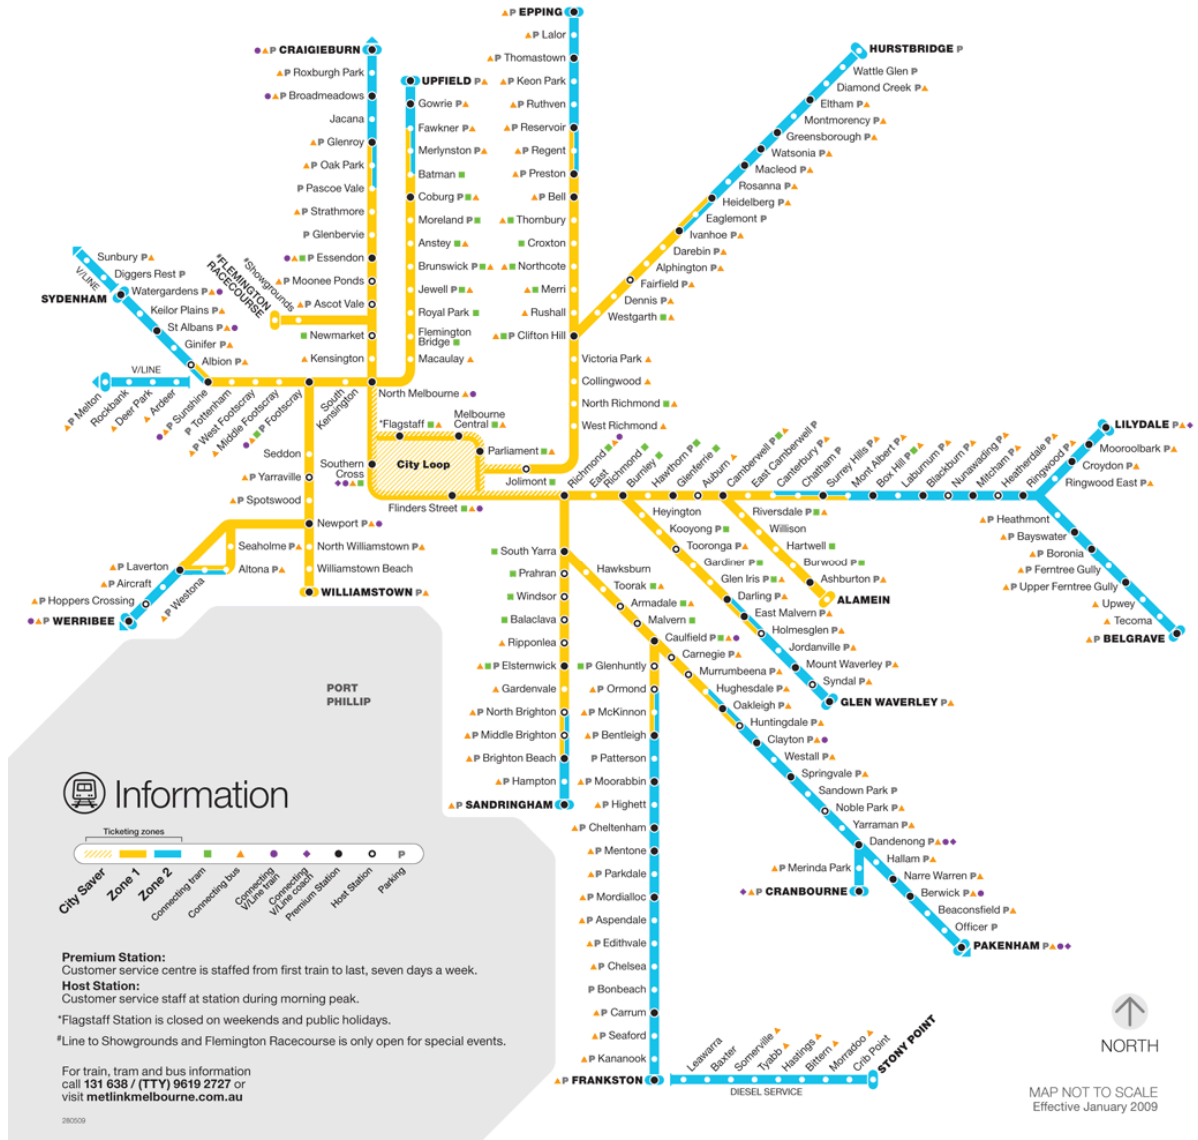 P EPPING
P Lalor
P Thomastown
P Keon Park
P Ruthven
P Reservoir
P Regent
P Preston
P Bell
Thornbury
Croxton
Northcote
Merri
Rushall
P Clifton Hill
Victoria Park
Collingwood
North Richmond
West Richmond
P CRAIGIEBURN
P Roxburgh Park
P Broadmeadows
Jacana
P Glenroy
P Oak Park
P Pascoe Vale
P Strathmore
P Glenbervie
P Essendon
P Moonee Ponds
P Ascot Vale
Newmarket
Kensington
#Showgrounds
#FLEMINGTON
RACECOURSE
UPFIELD P
Gowrie P
Fawkner P
Merlynston P
Batman
Coburg P
Moreland P
Anstey
Brunswick P
Jewell P
Royal Park
Flemington
Bridge
Macaulay
HURSTBRIDGE P
Wattle Glen P
Diamond Creek P
Eltham P
Montmorency P
Greensborough P
Watsonia P
Macleod P
Rosanna P
Heidelberg P
Eaglemont P
Ivanhoe P
Darebin P
Alphington P
Fairfield P
Dennis P
Westgarth
Sunbury P
Diggers Rest P
V/LINE
Watergardens P
SYDENHAM
Keilor Plains P
St Albans P
Ginifer P
Albion P
V/LINE
P Melton
Rockbank
Deer Park
Ardeer
P Sunshine
P Tottenham
P West Footscray
Middle Footscray
P Footscray
South
Kensington
North Melbourne
*Flagstaff
Melbourne
Central
Parliament
City Loop
Southern
Cross
Flinders Street
Jolimont
Seddon
P Yarraville
P Spotswood
Newport P
North Williamstown P
Williamstown Beach
WILLIAMSTOWN P
Seaholme P
Altona P
P Westona
P Laverton
P Aircraft
P Hoppers Crossing
P WERRIBEE
Richmond
East
Richmond
Burnley
Hawthorn P
Glenferrie
Auburn
Camberwell P
East Camberwell P
Canterbury P
Chatham P
Surrey Hills P
Mont Albert P
Box Hill P
Laburnum P
Blackburn P
Nunawading P
Mitcham P
Heatherdale P
Ringwood P
LILYDALE P
Mooroolbark P
Croydon P
Ringwood East P
P Heathmont
P Bayswater
P Boronia
P Ferntree Gully
P Upper Ferntree Gully
Upwey
Tecoma
P BELGRAVE
Riversdale P
Willison
Hartwell
Burwood P
Ashburton P
ALAMEIN
Heyington
Kooyong P
Tooronga P
Gardiner P
Glen Iris P
Darling P
East Malvern P
Holmesglen P
Jordanville P
Mount Waverley P
Syndal P
GLEN WAVERLEY P
South Yarra
Prahran
Windsor
Balaclava
Ripponlea
P Elsternwick
Gardenvale
P North Brighton
P Middle Brighton
P Brighton Beach
P Hampton
P SANDRINGHAM
Hawksburn
Toorak
Armadale
Malvern
Caulfield P
Carnegie P
Murrumbeena P
Hughesdale P
Oakleigh P
Huntingdale P
Clayton P
Westall P
Springvale P
Sandown Park P
Noble Park P
Yarraman P
Dandenong P
Hallam P
Narre Warren P
Berwick P
Beaconsfield P
Officer P
PAKENHAM P
P Merinda Park
P CRANBOURNE
P Glenhuntly
P Ormond
P McKinnon
P Bentleigh
P Patterson
P Moorabbin
P Highett
P Cheltenham
P Mentone
P Parkdale
P Mordialloc
P Aspendale
P Edithvale
P Chelsea
P Bonbeach
P Carrum
P Seaford
P Kananook
P FRANKSTON
Leawarra
Baxter
Somerville
Tyabb
Hastings
Bittern
Morradoo
Crib Point
STONY POINT
DIESEL SERVICE
PORT
PHILLIP
Information
Ticketing zones
City Saver
Zone 1
Zone 2
Connecting tram
Connecting bus
Connecting
V/Line train
Connecting
V/Line coach
Premium Station
Host Station
P
Parking
Premium Station:
Customer service centre is staffed from first train to last, seven days a week.
Host Station:
Customer service staff at station during morning peak.
*Flagstaff Station is closed on weekends and public holidays.
#Line to Showgrounds and Flemington Racecourse is only open for special events.
For train, tram and bus information
call 131 638 / (TTY) 9619 2727 or
visit metlinkmelbourne.com.au
280509
NORTH
MAP NOT TO SCALE
Effective January 2009